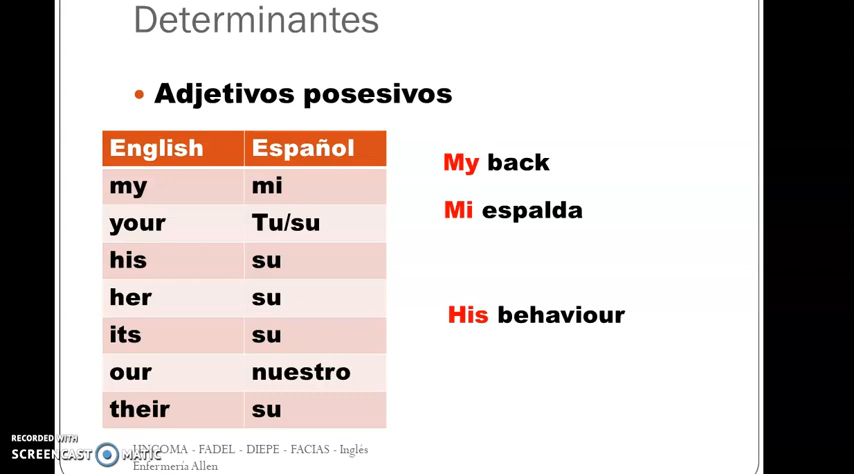 Determinantes
• Adjetivos posesivos
English Español
my mi
your Tu/su
his su
her su
its su
our nuestro
their su
My back
Mi espalda
His behaviour
UNCOMA - FADEL - DIEPE - FACIAS - Inglés
Enfermería Allen
RECORDED WITH
SCREENCAST MATIC